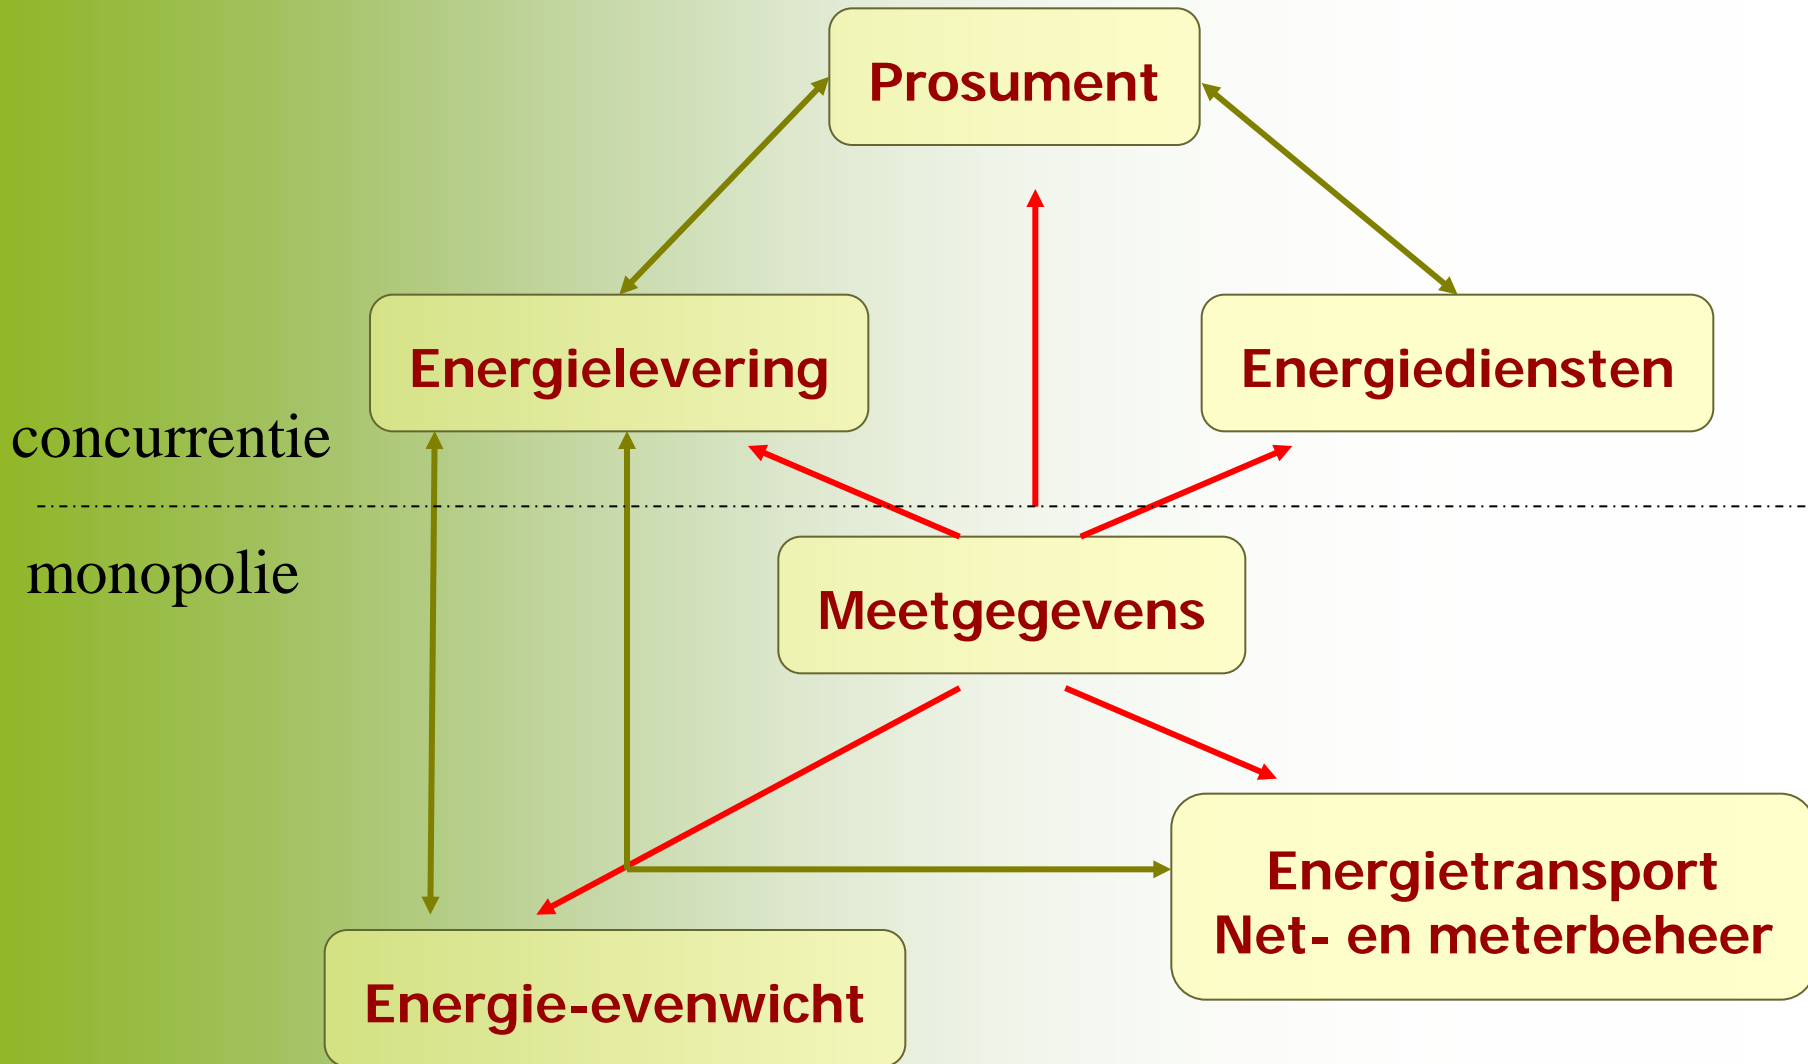 Prosument
Energielevering
Energiediensten
concurrentie
monopolie
Meetgegevens
Energietransport
Net- en meterbeheer
Energie-evenwicht